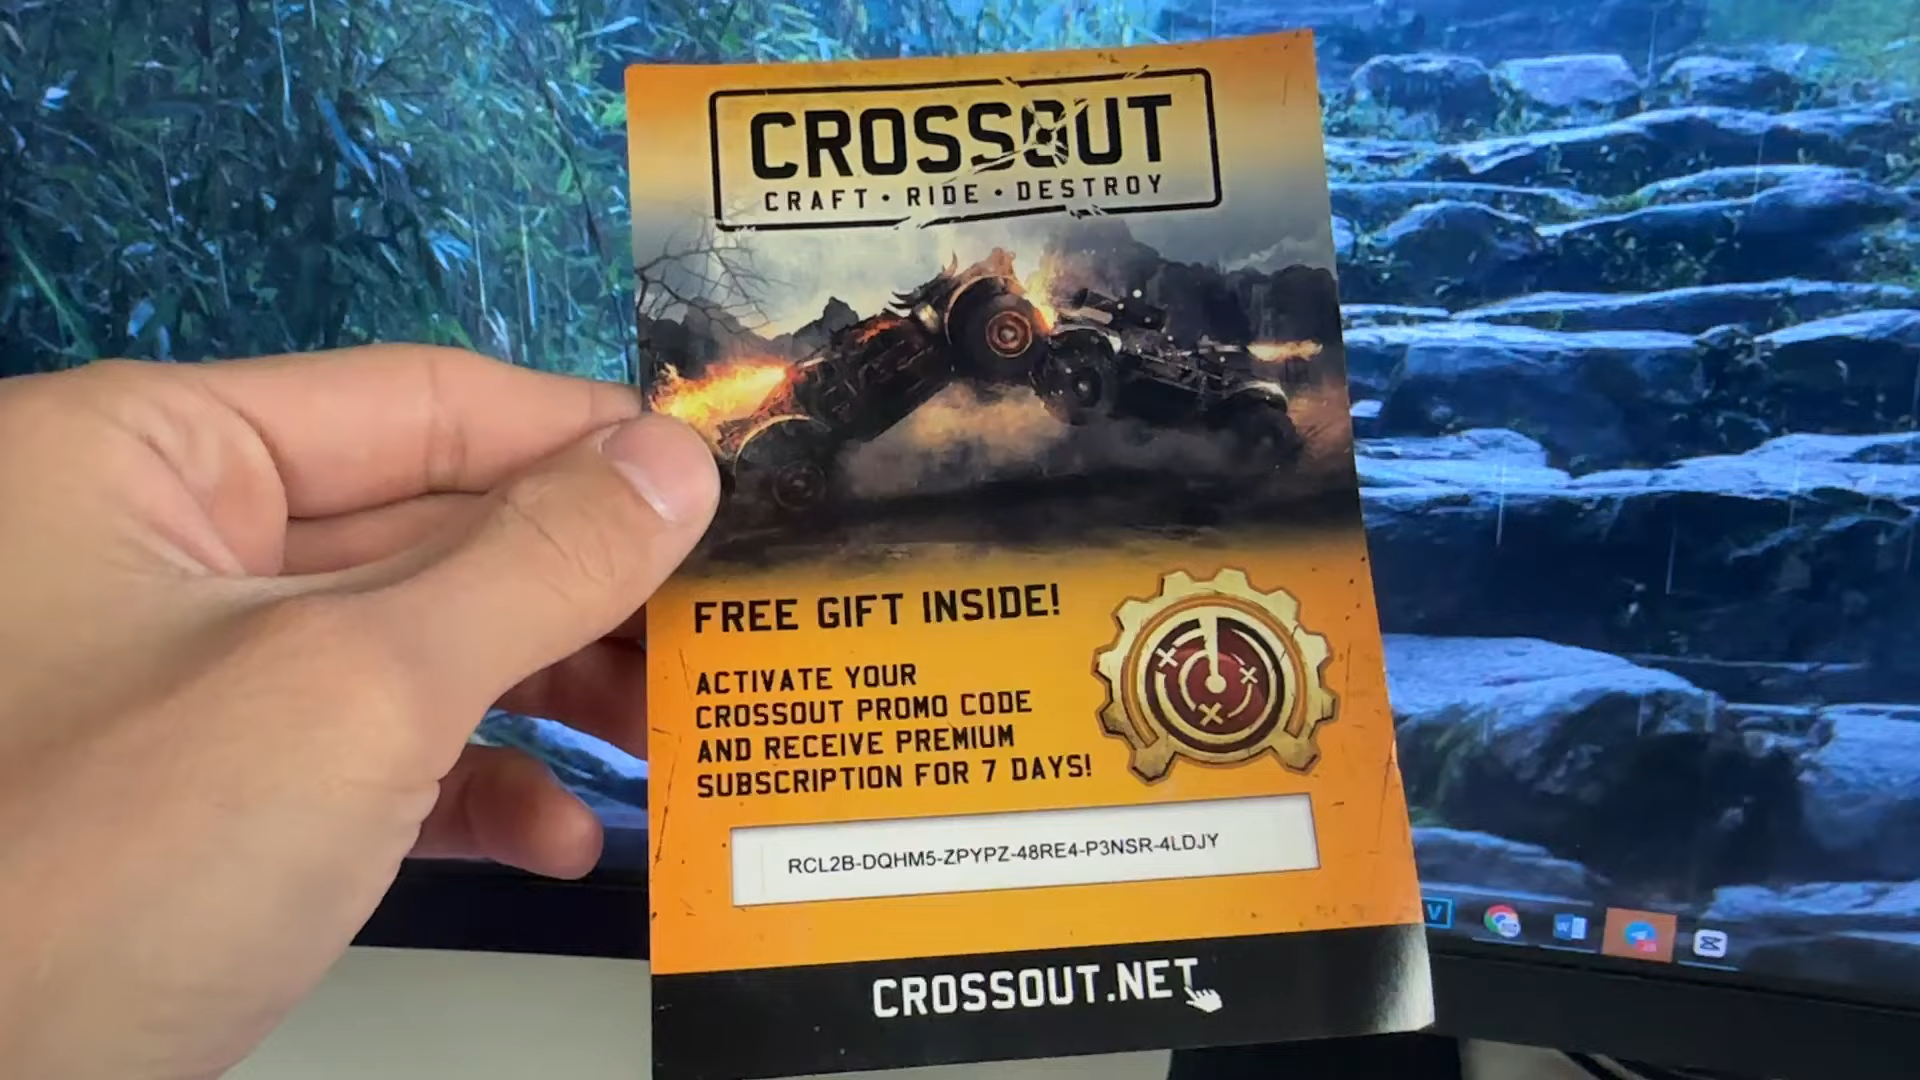 CROSSOUT
CRAFT • RIDE • DESTROY
FREE GIFT INSIDE!
ACTIVATE YOUR
CROSSOUT PROMO CODE
AND RECEIVE PREMIUM
SUBSCRIPTION FOR 7 DAYS!
RCL2B-DQHM5-ZPYPZ-48RE4-P3NSR-4LDJY
CROSSOUT.NET
V
W